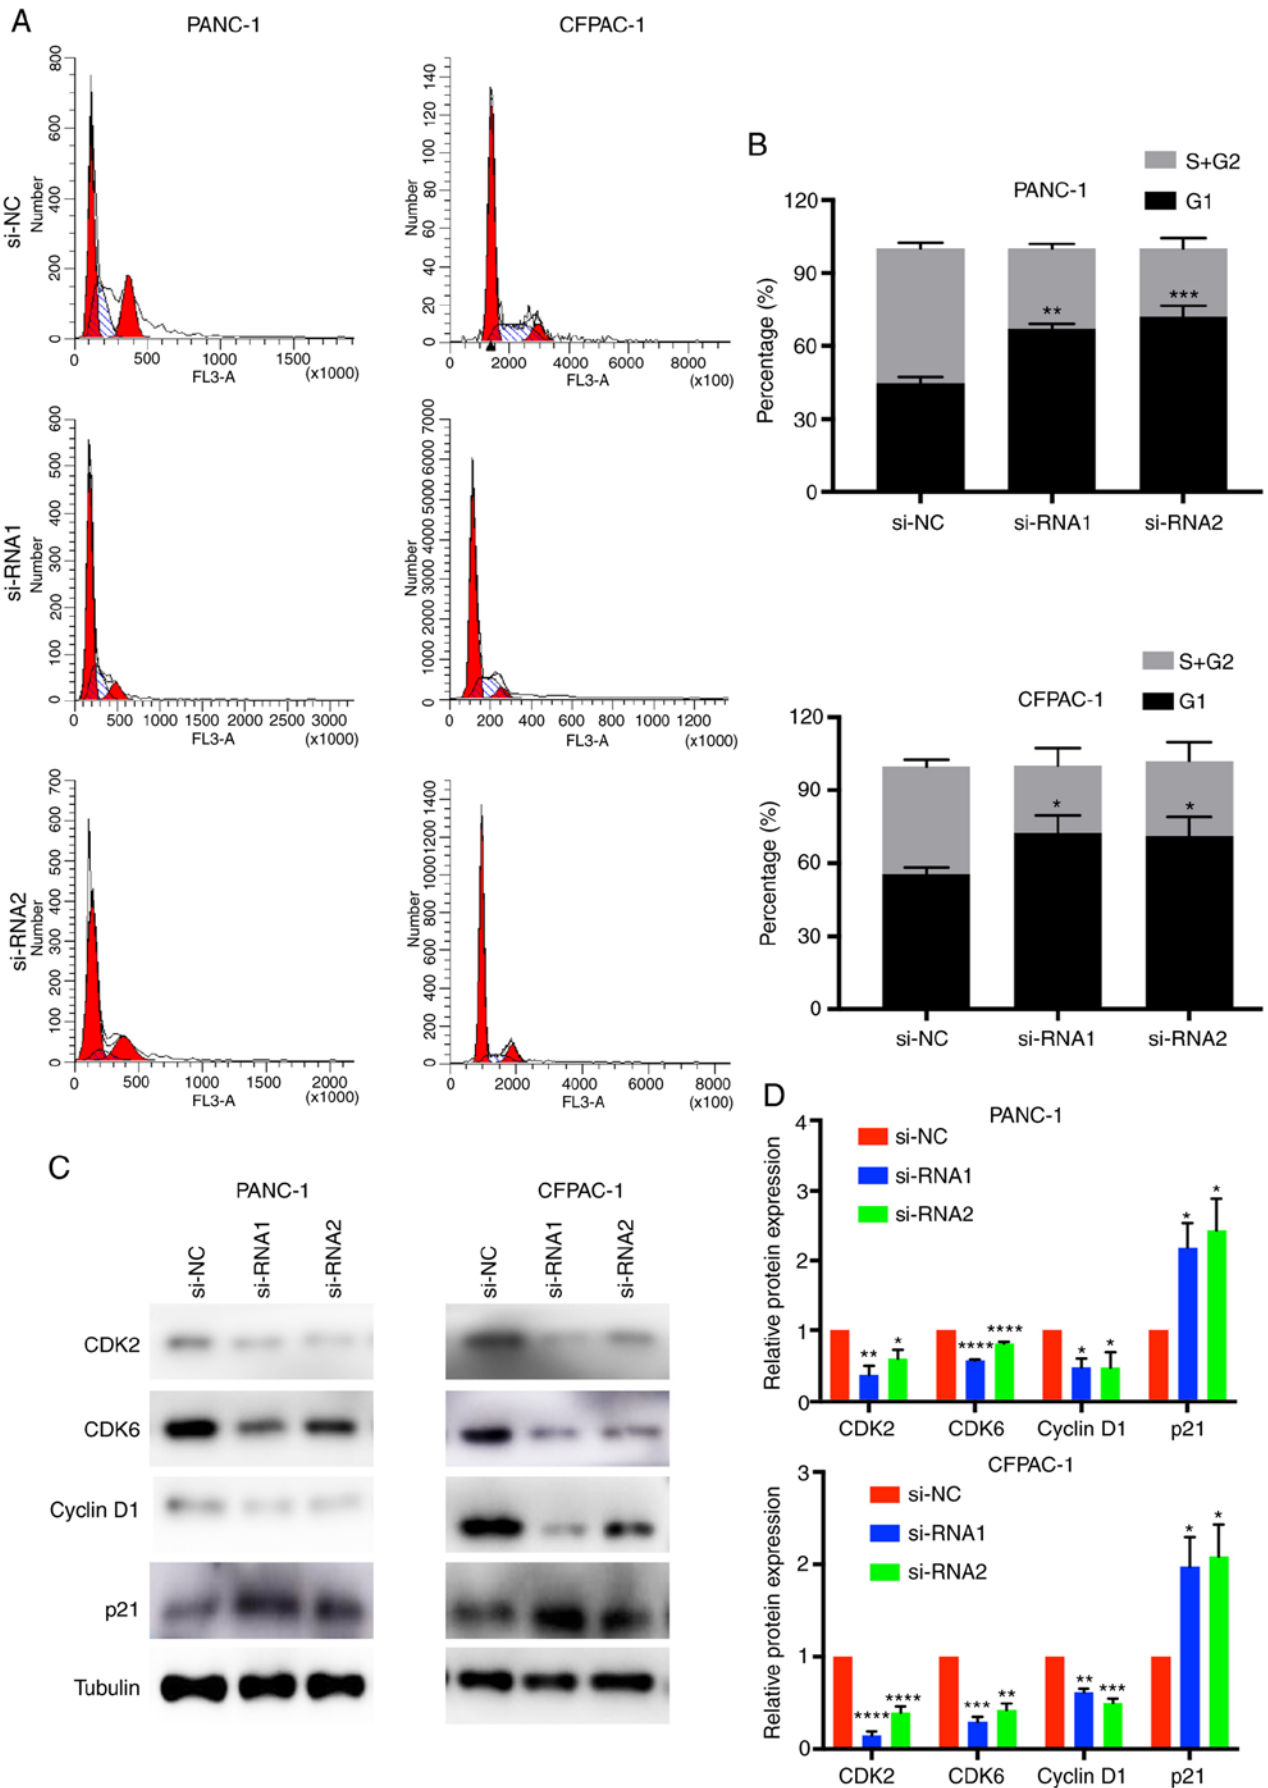 A
PANC-1
CFPAC-1
si-NC
Number
800
600
400
200
0
0 500 1000 1500
FL3-A
(x1000)
Number
140
120
100
80
60
40
20
0
0 2000 4000 6000 8000
FL3-A
(x100)
si-RNA1
Number
600
500
400
300
200
100
0
0 500 1000 1500 2000 2500 3000
FL3-A
(x1000)
Number
7000
6000
5000
4000
3000
2000
1000
0
0 200 400 600 800 1000 1200
FL3-A
(x1000)
si-RNA2
Number
700
600
500
400
300
200
100
0
0 500 1000 1500 2000
FL3-A
(x1000)
Number
1400
1200
1000
800
600
400
200
0
0 2000 4000 6000 8000
FL3-A
(x100)
B
S+G2
G1
PANC-1
Percentage (%)
120
90
60
30
0
**
***
si-NC si-RNA1 si-RNA2
S+G2
G1
CFPAC-1
Percentage (%)
120
90
60
30
0
*
*
si-NC si-RNA1 si-RNA2
C
PANC-1
CFPAC-1
si-NC si-RNA1 si-RNA2
si-NC si-RNA1 si-RNA2
CDK2
CDK6
Cyclin D1
p21
Tubulin
D
PANC-1
si-NC
si-RNA1
si-RNA2
Relative protein expression
4
3
2
1
0
** * **** **** * * * *
CDK2 CDK6 Cyclin D1 p21
CFPAC-1
si-NC
si-RNA1
si-RNA2
Relative protein expression
3
2
1
0
**** **** *** ** ** *** * *
CDK2 CDK6 Cyclin D1 p21